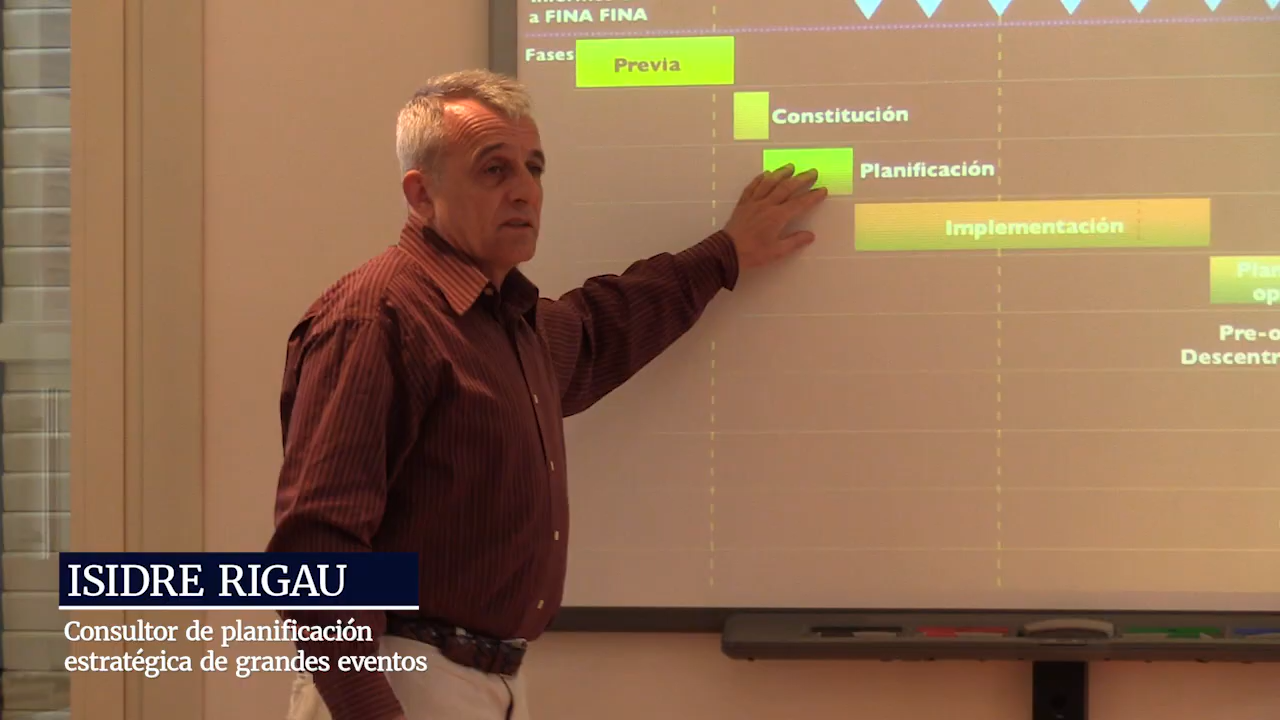 a FINA FINA
Fases
Previa
Constitución
Planificación
Implementación
ISIDRE RIGAU
Consultor de planificación
estratégica de grandes eventos